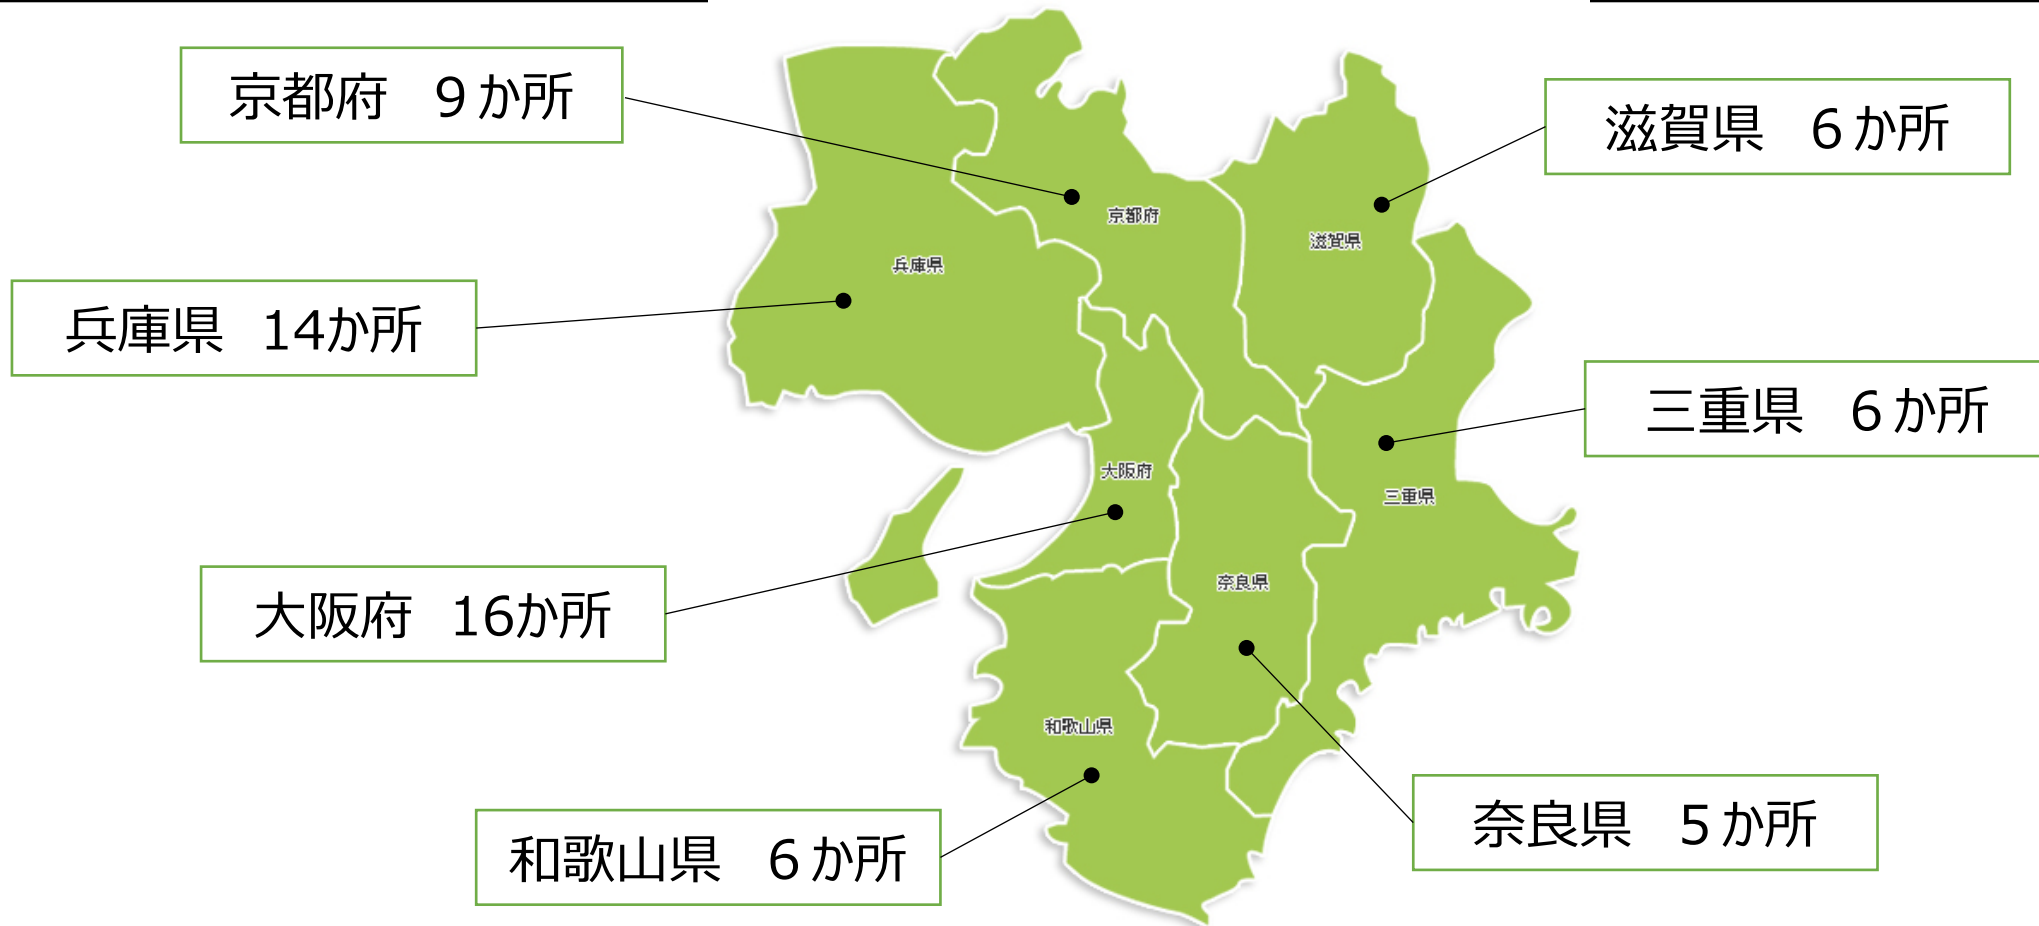 京都府　９か所
滋賀県　６か所
京都府
滋賀県
兵庫県
兵庫県　14か所
三重県　６か所
大阪府
三重県
大阪府　16か所
奈良県
和歌山県
奈良県　５か所
和歌山県　６か所